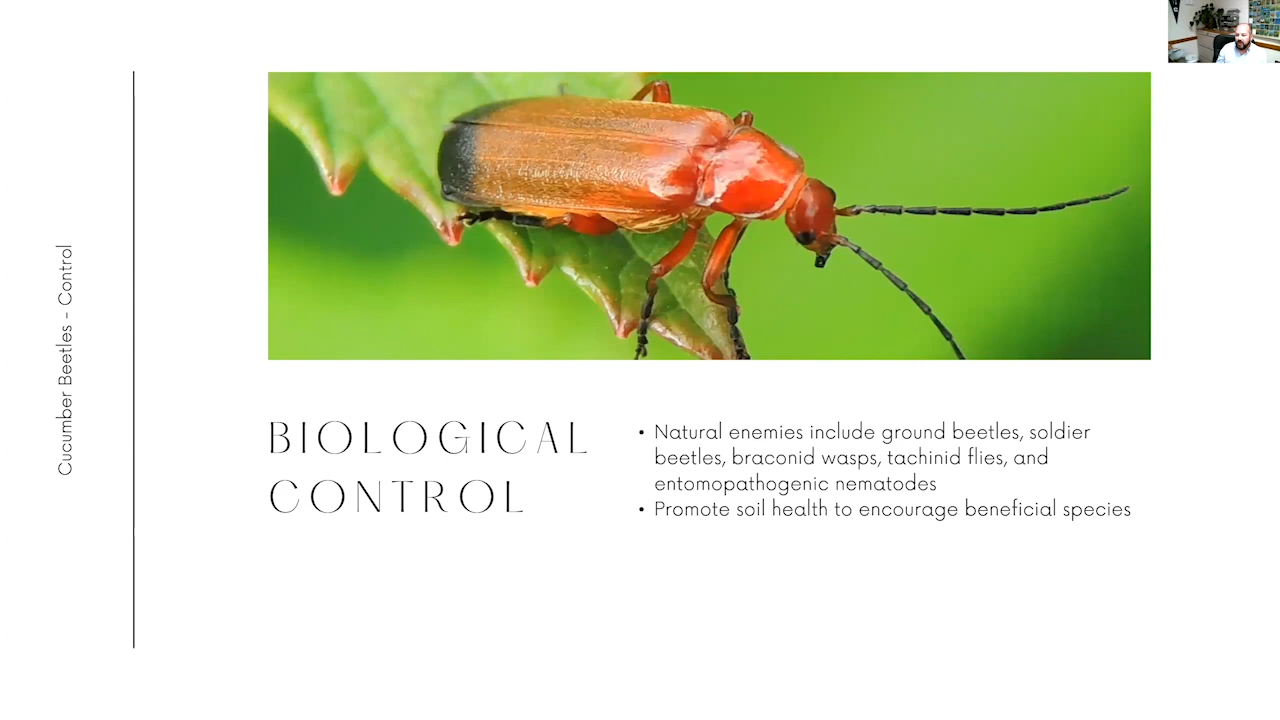 Cucumber Beetles - Control
BIOLOGICAL
CONTROL
• Natural enemies include ground beetles, soldier
beetles, braconid wasps, tachinid flies, and
entomopathogenic nematodes
• Promote soil health to encourage beneficial species